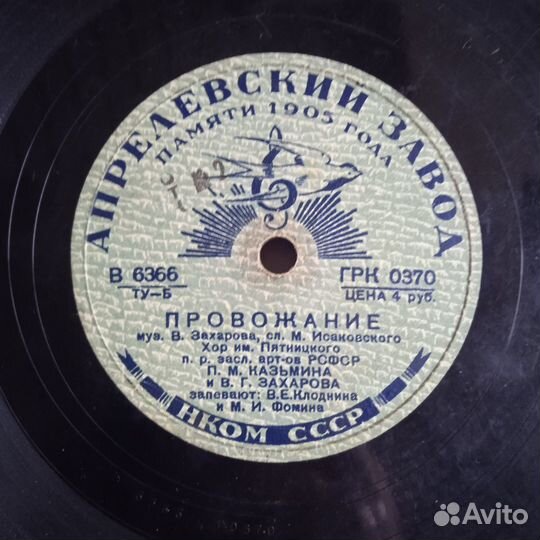 АПРЕЛЕВСКИЙ ЗАВОД
ПАМЯТИ 1905 ГОДА
В 6366
ТУ-Б
ГРК 0370
ЦЕНА 4 руб.
ПРОВОЖАНИЕ
муз. В. Захарова, сл. М. Исаковского
Хор им. Пятницкого
п. р. засл. арт-ов РСФСР
П. М. КАЗЬМИНА
и В. Г. ЗАХАРОВА
запевают: В.Е.Клоднина
и М. И. Фомина
НКОМ СССР
Avito